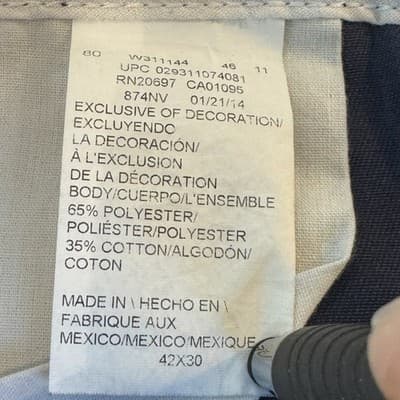 80 W311144 46 11
UPC 029311074081
RN20697 CA01095
874NV 01/21/14
EXCLUSIVE OF DECORATION/
EXCLUYENDO
LA DECORACIÓN/
À L'EXCLUSION
DE LA DÉCORATION
BODY/CUERPO/L'ENSEMBLE
65% POLYESTER/
POLIÉSTER/POLYESTER
35% COTTON/ALGODÓN/
COTON
MADE IN \ HECHO EN \
FABRIQUE AUX
MEXICO/MEXICO/MEXIQUE
42X30